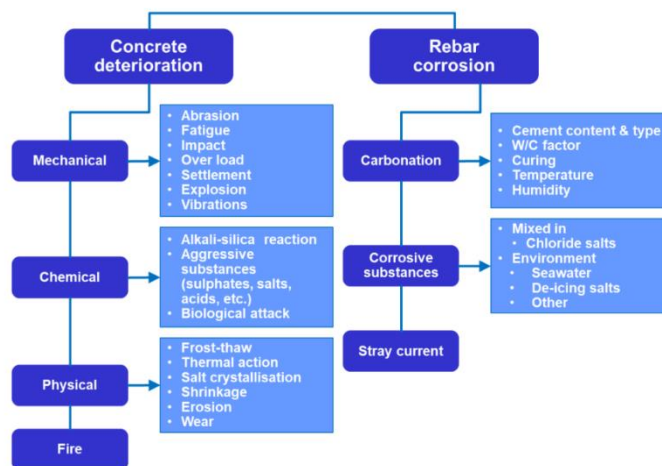 Concrete
deterioration
Mechanical
• Abrasion
• Fatigue
• Impact
• Over load
• Settlement
• Explosion
• Vibrations
Chemical
• Alkali-silica reaction
• Aggressive
substances
(sulphates, salts,
acids, etc.)
• Biological attack
Physical
• Frost-thaw
• Thermal action
• Salt crystallisation
• Shrinkage
• Erosion
• Wear
Fire
Rebar
corrosion
Carbonation
• Cement content & type
• W/C factor
• Curing
• Temperature
• Humidity
Corrosive
substances
• Mixed in
• Chloride salts
• Environment
• Seawater
• De-icing salts
• Other
Stray current